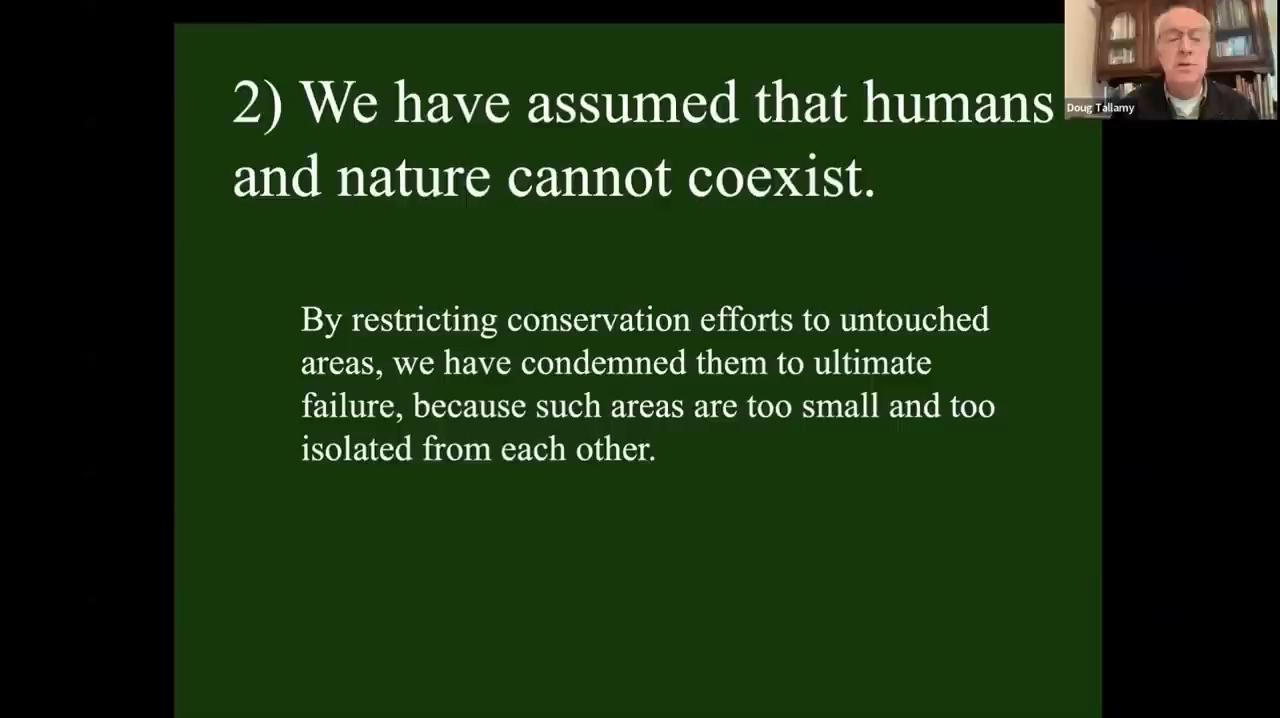 2) We have assumed that humans
and nature cannot coexist.
By restricting conservation efforts to untouched
areas, we have condemned them to ultimate
failure, because such areas are too small and too
isolated from each other.
Doug Tallamy